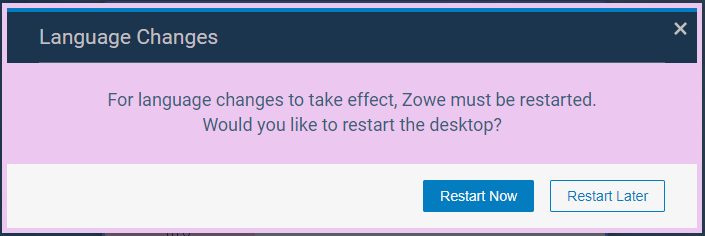 Language Changes
×
For language changes to take effect, Zowe must be restarted.
Would you like to restart the desktop?
Restart Now
Restart Later